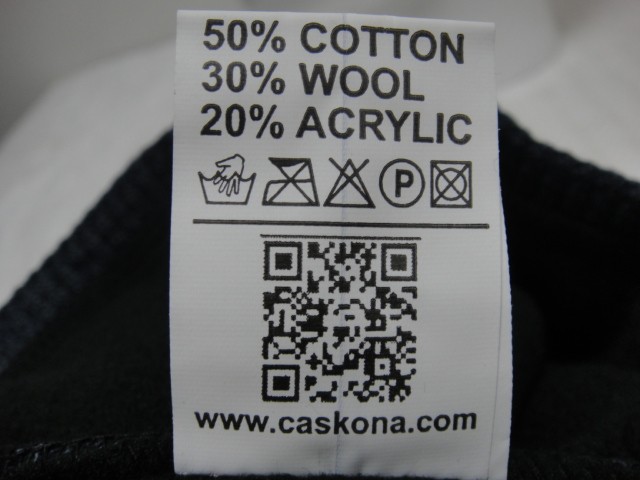 50% COTTON
30% WOOL
20% ACRYLIC
P
www.caskona.com